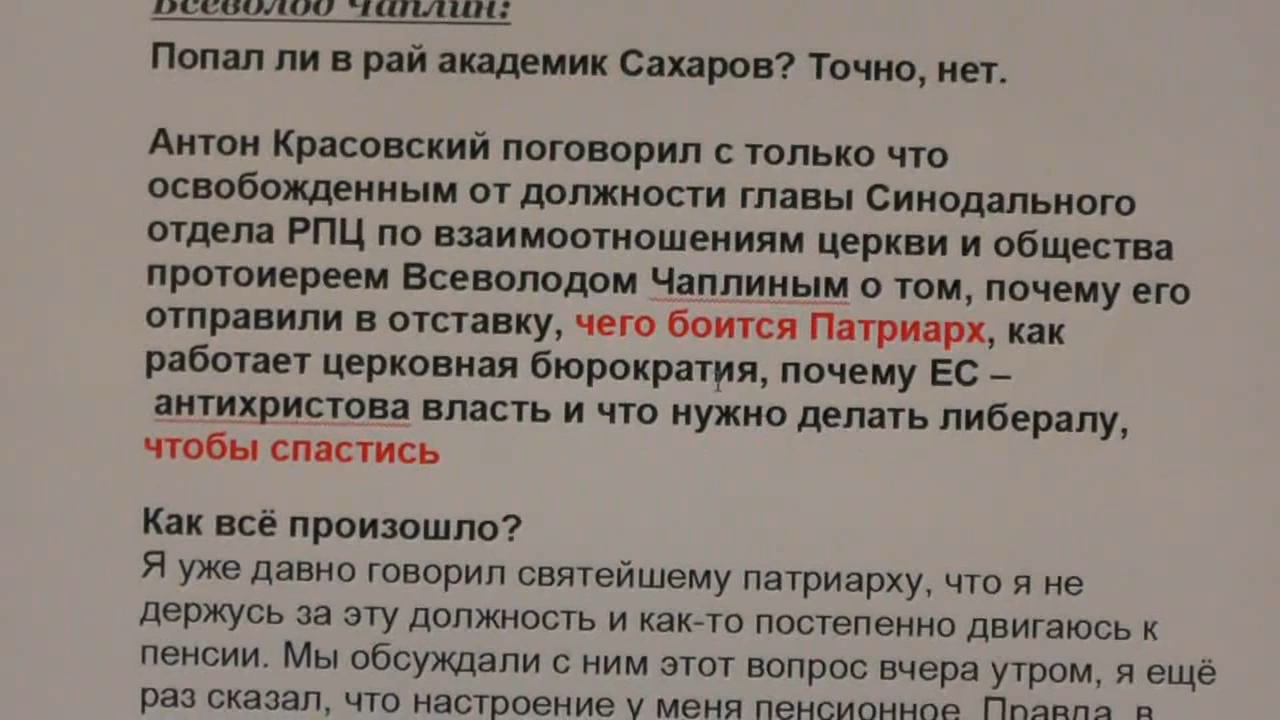 Всеволод Чаплин:
Попал ли в рай академик Сахаров? Точно, нет.
Антон Красовский поговорил с только что
освобожденным от должности главы Синодального
отдела РПЦ по взаимоотношениям церкви и общества
протоиереем Всеволодом Чаплиным о том, почему его
отправили в отставку, чего боится Патриарх, как
работает церковная бюрократия, почему ЕС –
антихристова власть и что нужно делать либералу,
чтобы спастись
Как всё произошло?
Я уже давно говорил святейшему патриарху, что я не
держусь за эту должность и как-то постепенно двигаюсь к
пенсии. Мы обсуждали с ним этот вопрос вчера утром, я ещё
раз сказал, что настроение у меня пенсионное. Правда, в